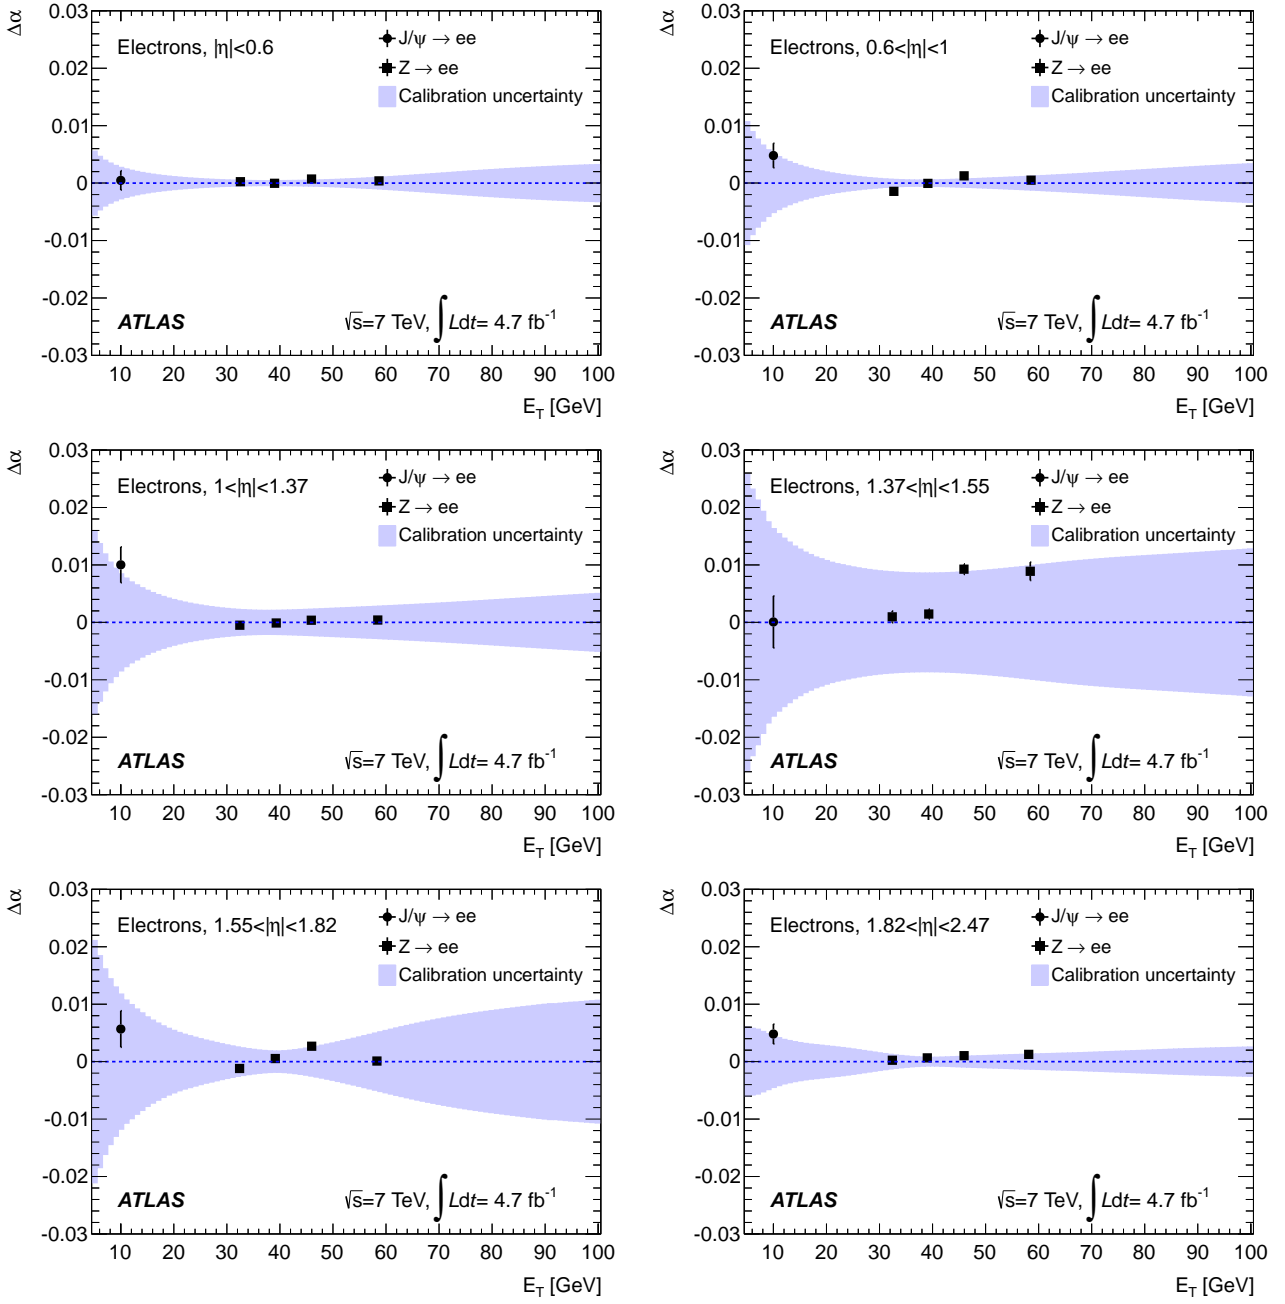 Δα
0.03
Electrons, |η|<0.6
J/ψ → ee
Z → ee
Calibration uncertainty
0.02
0.01
0
-0.01
-0.02
ATLAS
√s=7 TeV, ∫Ldt= 4.7 fb⁻¹
-0.03
10 20 30 40 50 60 70 80 90 100
E_T [GeV]
Δα
0.03
Electrons, 0.6<|η|<1
J/ψ → ee
Z → ee
Calibration uncertainty
0.02
0.01
0
-0.01
-0.02
ATLAS
√s=7 TeV, ∫Ldt= 4.7 fb⁻¹
-0.03
10 20 30 40 50 60 70 80 90 100
E_T [GeV]
Δα
0.03
Electrons, 1<|η|<1.37
J/ψ → ee
Z → ee
Calibration uncertainty
0.02
0.01
0
-0.01
-0.02
ATLAS
√s=7 TeV, ∫Ldt= 4.7 fb⁻¹
-0.03
10 20 30 40 50 60 70 80 90 100
E_T [GeV]
Δα
0.03
Electrons, 1.37<|η|<1.55
J/ψ → ee
Z → ee
Calibration uncertainty
0.02
0.01
0
-0.01
-0.02
ATLAS
√s=7 TeV, ∫Ldt= 4.7 fb⁻¹
-0.03
10 20 30 40 50 60 70 80 90 100
E_T [GeV]
Δα
0.03
Electrons, 1.55<|η|<1.82
J/ψ → ee
Z → ee
Calibration uncertainty
0.02
0.01
0
-0.01
-0.02
ATLAS
√s=7 TeV, ∫Ldt= 4.7 fb⁻¹
-0.03
10 20 30 40 50 60 70 80 90 100
E_T [GeV]
Δα
0.03
Electrons, 1.82<|η|<2.47
J/ψ → ee
Z → ee
Calibration uncertainty
0.02
0.01
0
-0.01
-0.02
ATLAS
√s=7 TeV, ∫Ldt= 4.7 fb⁻¹
-0.03
10 20 30 40 50 60 70 80 90 100
E_T [GeV]